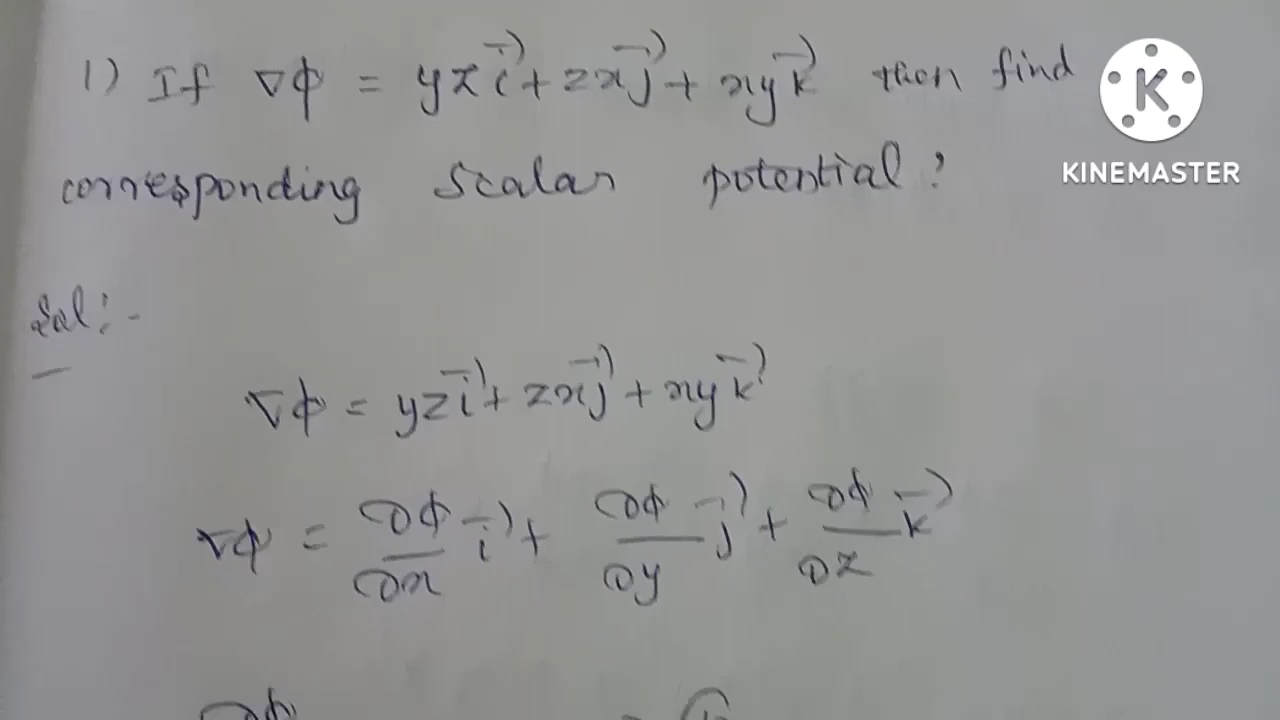 1) If ∇φ = yz i⃗ + zx j⃗ + xy k⃗ then find
K
KINEMASTER
corresponding scalar potential?
Sol:-
∇φ = yz i⃗ + zx j⃗ + xy k⃗
∇φ = ∂φ/∂x i⃗ + ∂φ/∂y j⃗ + ∂φ/∂z k⃗